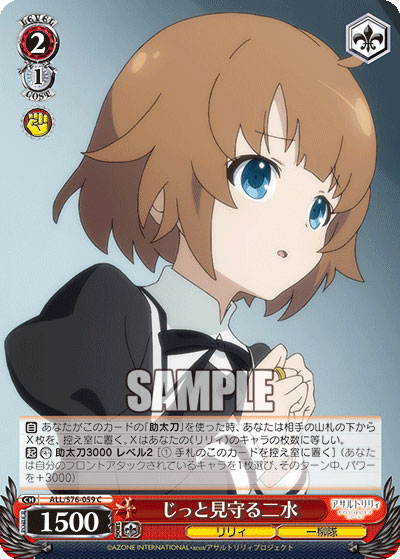 LEVEL
2
1
COST
SAMPLE
自 あなたがこのカードの「助太刀」を使った時、あなたは相手の山札の下から
X枚を、控え室に置く。Xはあなたの《リリィ》のキャラの枚数に等しい。
起 助太刀3000 レベル2 [① 手札のこのカードを控え室に置く]（あなたは
自分のフロントアタックされているキャラを1枚選び、そのターン中、パワー
を＋3000）
CH ALL/S76-059 C
1500
じっと見守る二水
アサルトリリィ
リリィ
一柳隊
©AZONE INTERNATIONAL・acus/アサルトリリィプロジェクト